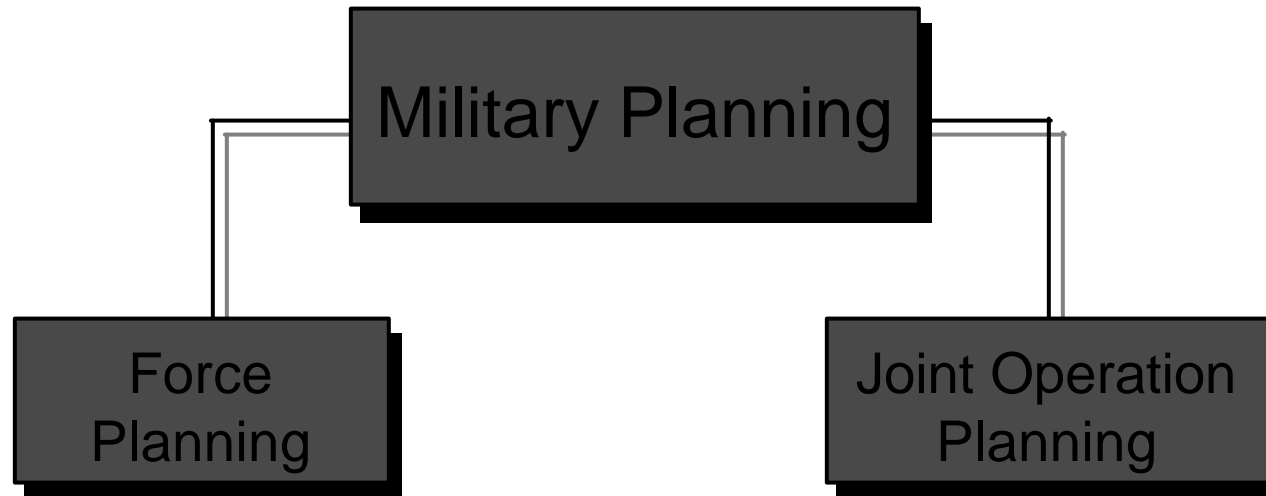 Military Planning
Force
Planning
Joint Operation
Planning